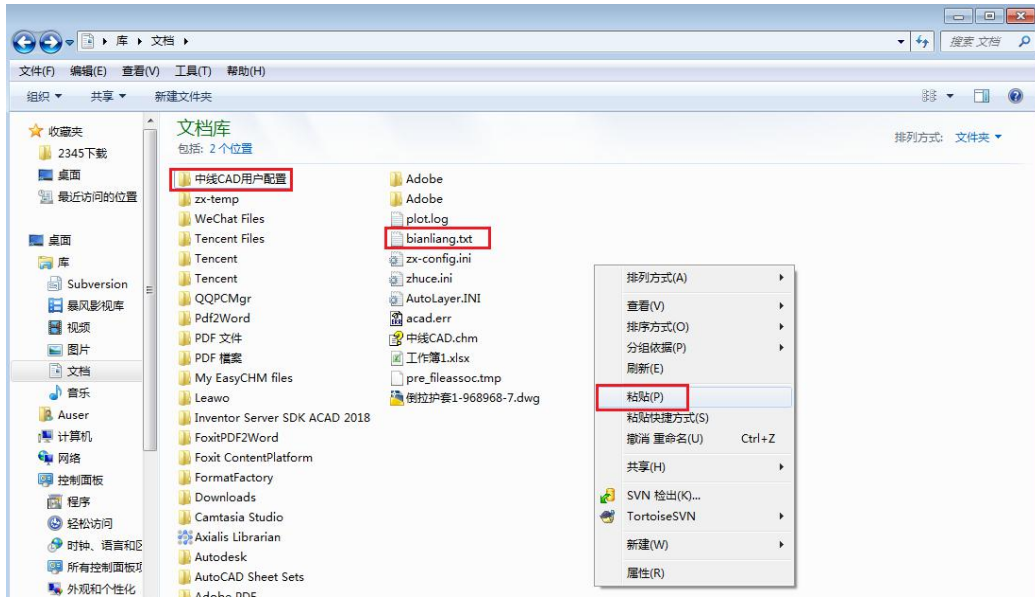 库 文档
搜索 文档
文件(F) 编辑(E) 查看(V) 工具(T) 帮助(H)
组织 共享 新建文件夹
收藏夹
2345下载
桌面
最近访问的位置
桌面
库
Subversion
暴风影视库
视频
图片
文档
音乐
Auser
计算机
网络
控制面板
程序
轻松访问
时钟、语言和区
所有控制面板项
外观和个性化
文档库
包括: 2 个位置
排列方式: 文件夹
中线CAD用户配置
zx-temp
WeChat Files
Tencent Files
Tencent
Tencent
QQPCMgr
Pdf2Word
PDF 文件
PDF 檔案
My EasyCHM files
Leawo
Inventor Server SDK ACAD 2018
FoxitPDF2Word
Foxit ContentPlatform
FormatFactory
Downloads
Camtasia Studio
Axialis Librarian
Autodesk
AutoCAD Sheet Sets
Adobe PDF
Adobe
Adobe
plot.log
bianliang.txt
zx-config.ini
zhuce.ini
AutoLayer.INI
acad.err
中线CAD.chm
工作簿1.xlsx
pre_fileassoc.tmp
倒拉护套1-968968-7.dwg
排列方式(A)
查看(V)
排序方式(O)
分组依据(P)
刷新(E)
粘贴(P)
粘贴快捷方式(S)
撤消 重命名(U) Ctrl+Z
共享(H)
SVN 检出(K)...
TortoiseSVN
新建(W)
属性(R)